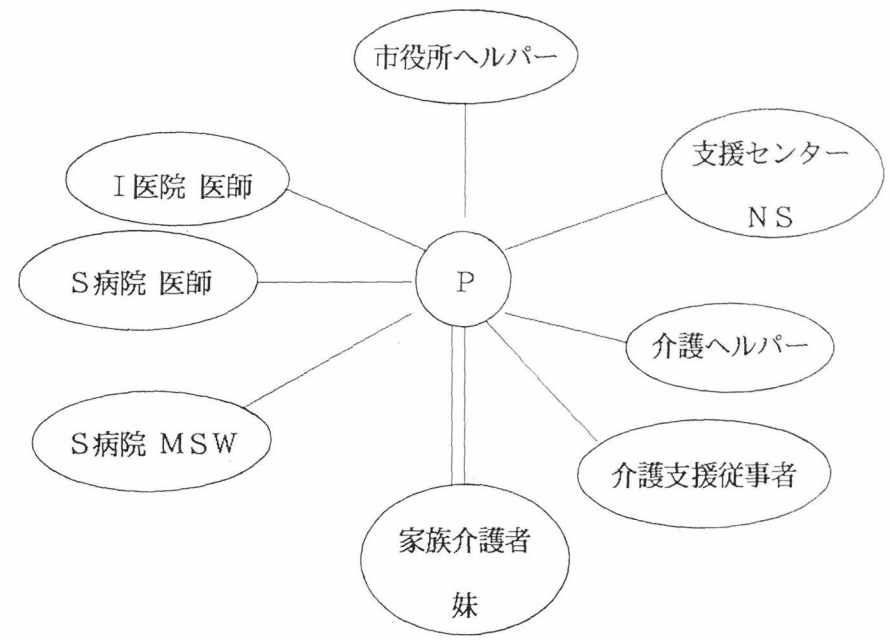 市役所ヘルパー
支援センター
ＮＳ
Ｉ医院 医師
Ｓ病院 医師
Ｐ
介護ヘルパー
Ｓ病院 ＭＳＷ
介護支援従事者
家族介護者
妹